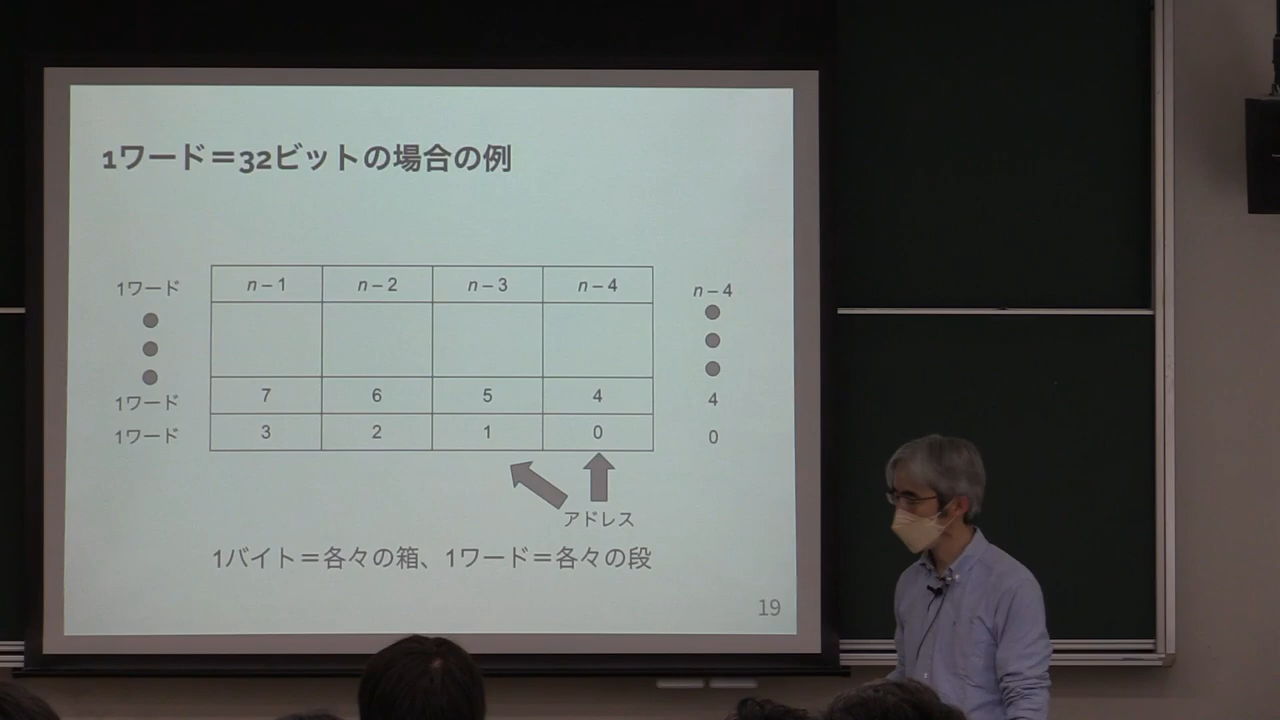 1ワード＝32ビットの場合の例
1ワード n – 1 n – 2 n – 3 n – 4 n – 4
1ワード 7 6 5 4 4
1ワード 3 2 1 0 0
アドレス
1バイト＝各々の箱、1ワード＝各々の段
19